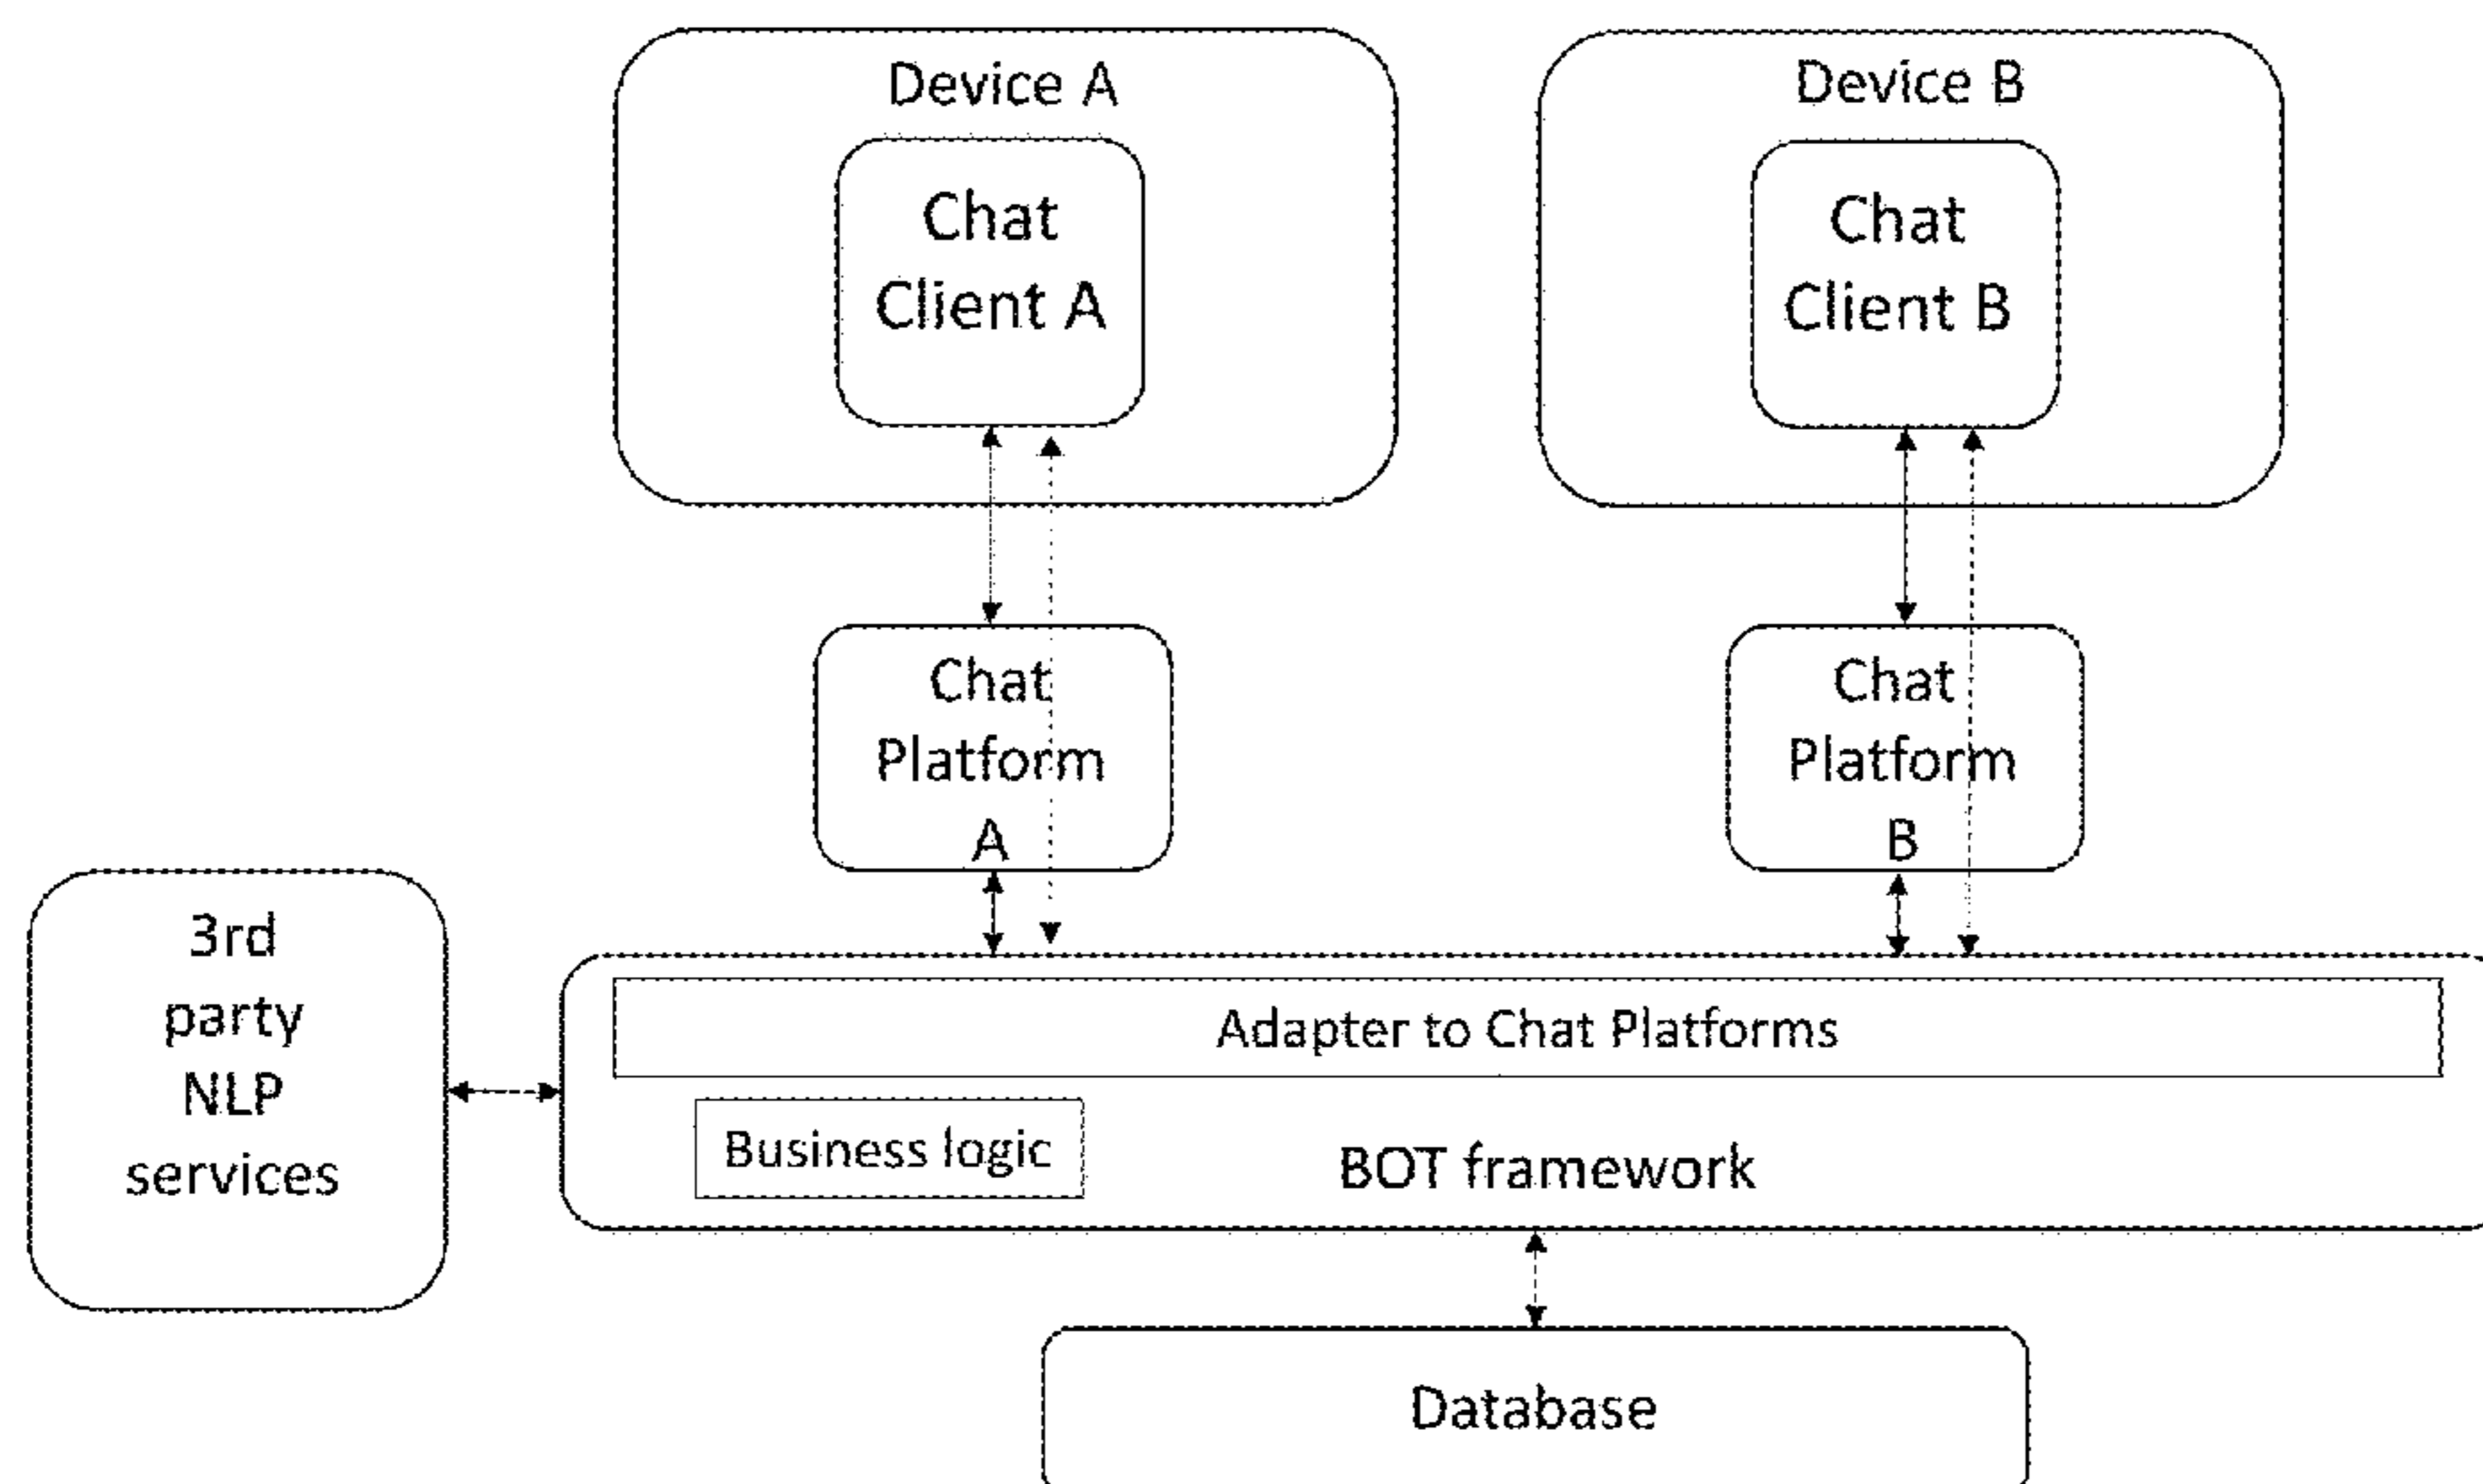 Device A
Chat
Client A
Device B
Chat
Client B
Chat
Platform
A
Chat
Platform
B
3rd
party
NLP
services
Adapter to Chat Platforms
Business logic
BOT framework
Database